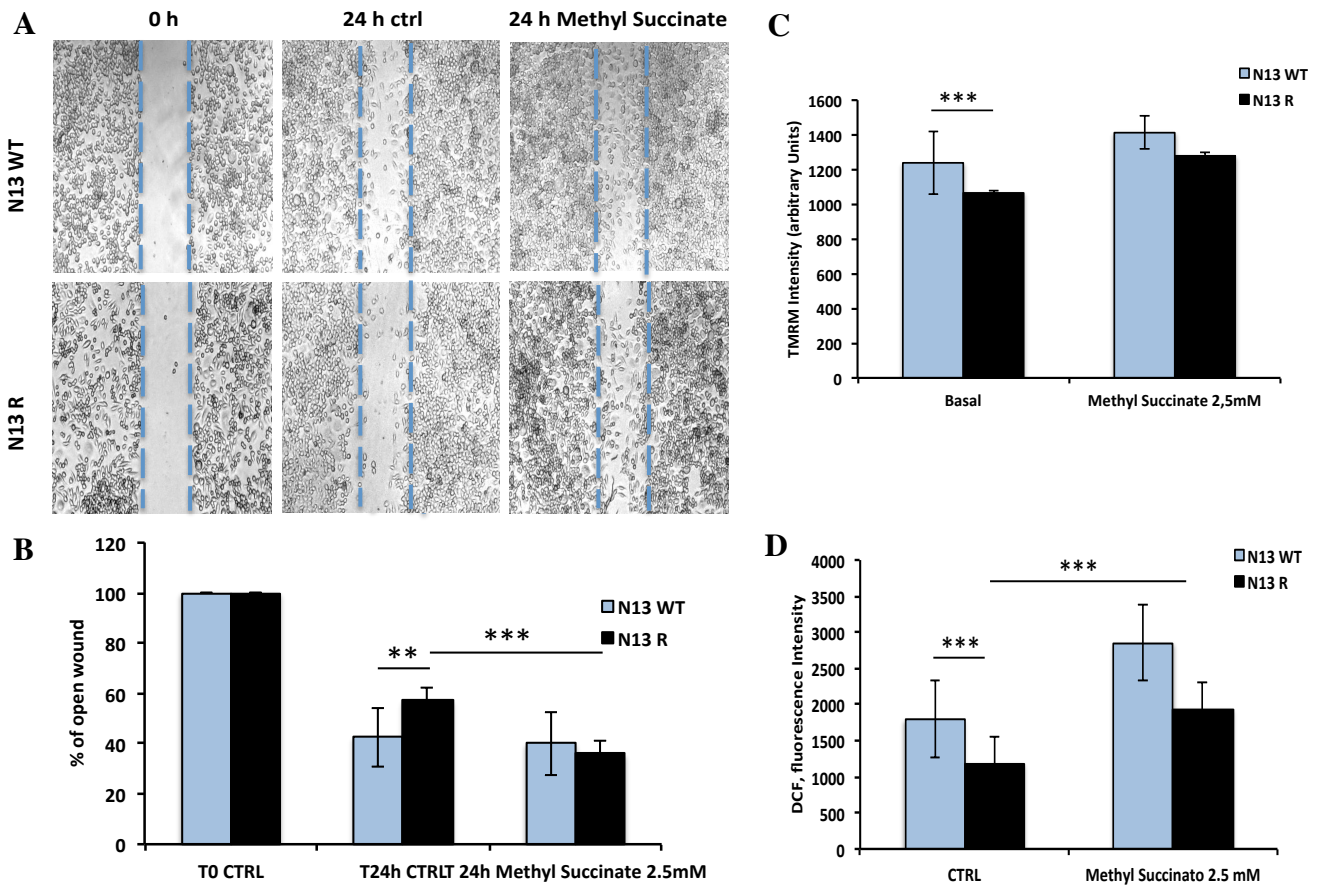 A
0 h
24 h ctrl
24 h Methyl Succinate
N13 WT
N13 R
B
% of open wound
120
100
80
60
40
20
0
**
***
N13 WT
N13 R
T0 CTRL
T24h CTRLT 24h Methyl Succinate 2.5mM
C
TMRM Intensity (arbitrary Units)
1600
1400
1200
1000
800
600
400
200
0
***
N13 WT
N13 R
Basal
Methyl Succinate 2,5mM
D
DCF, fluorescence Intensity
4000
3500
3000
2500
2000
1500
1000
500
0
***
***
N13 WT
N13 R
CTRL
Methyl Succinato 2.5 mM